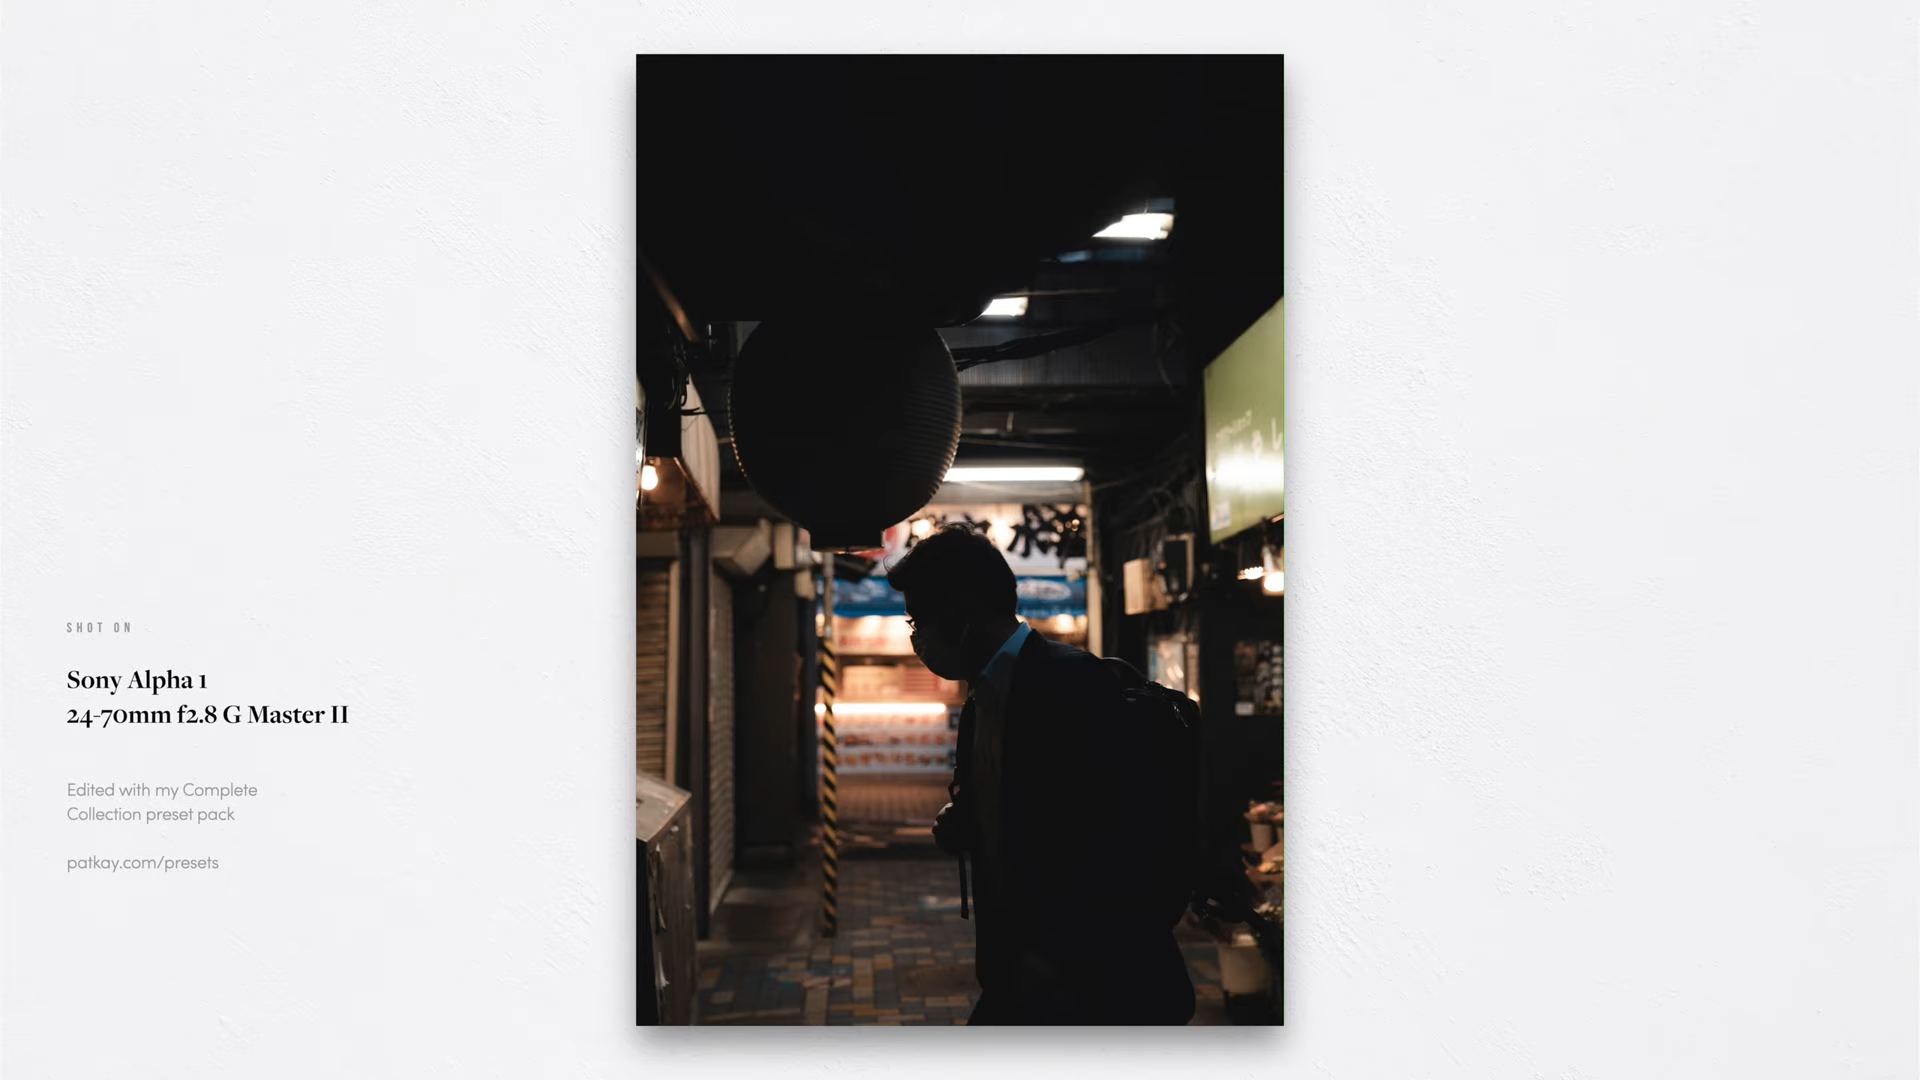 SHOT ON
Sony Alpha 1
24-70mm f2.8 G Master II
Edited with my Complete
Collection preset pack
patkay.com/presets